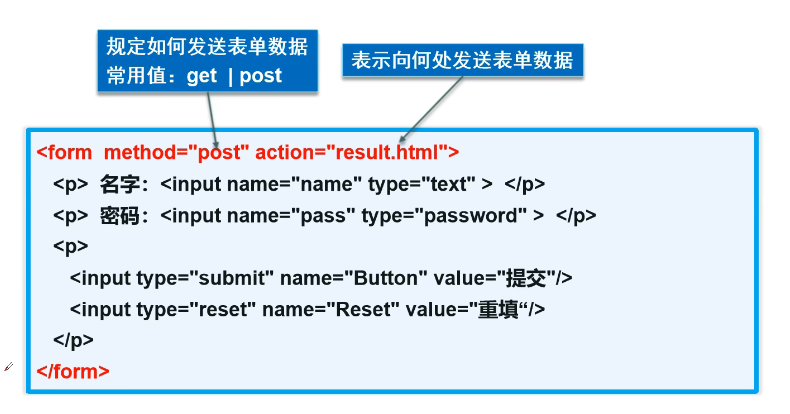 规定如何发送表单数据
常用值：get | post
表示向何处发送表单数据
<form method="post" action="result.html">
<p> 名字：<input name="name" type="text" > </p>
<p> 密码：<input name="pass" type="password" > </p>
<p>
<input type="submit" name="Button" value="提交"/>
<input type="reset" name="Reset" value="重填“/>
</p>
</form>